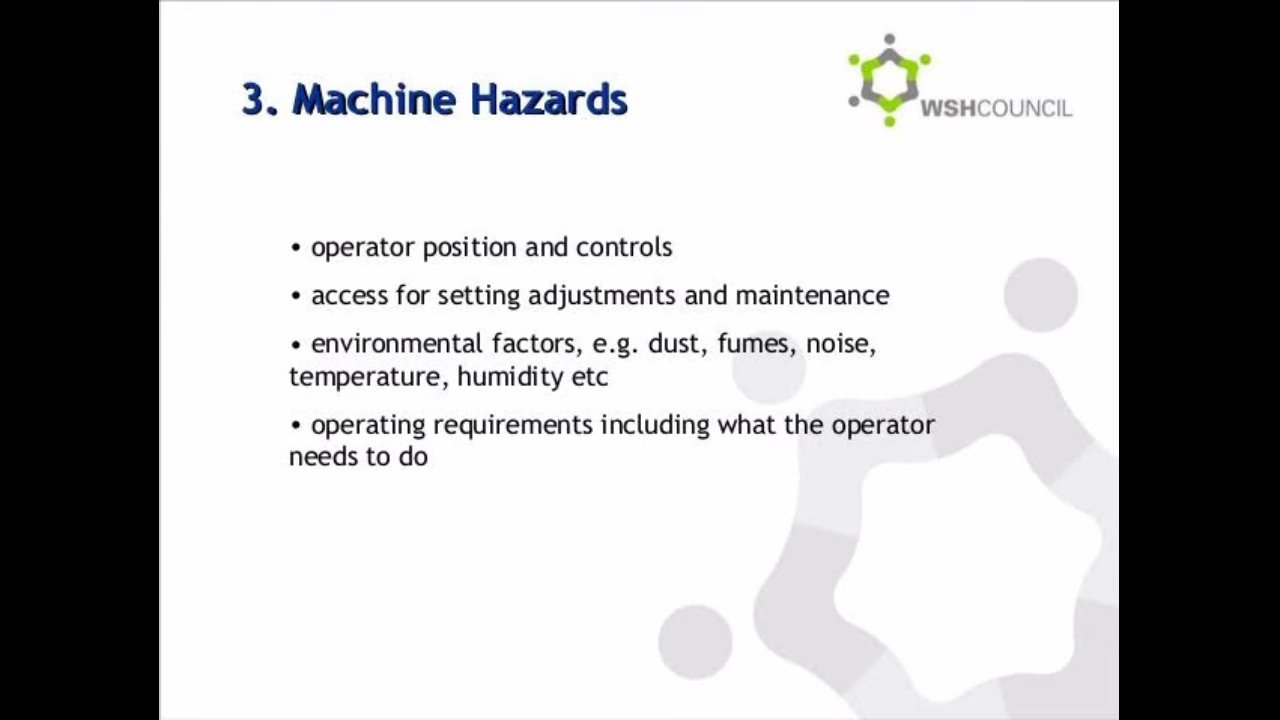 3. Machine Hazards
WSHCOUNCIL
• operator position and controls
• access for setting adjustments and maintenance
• environmental factors, e.g. dust, fumes, noise,
temperature, humidity etc
• operating requirements including what the operator
needs to do